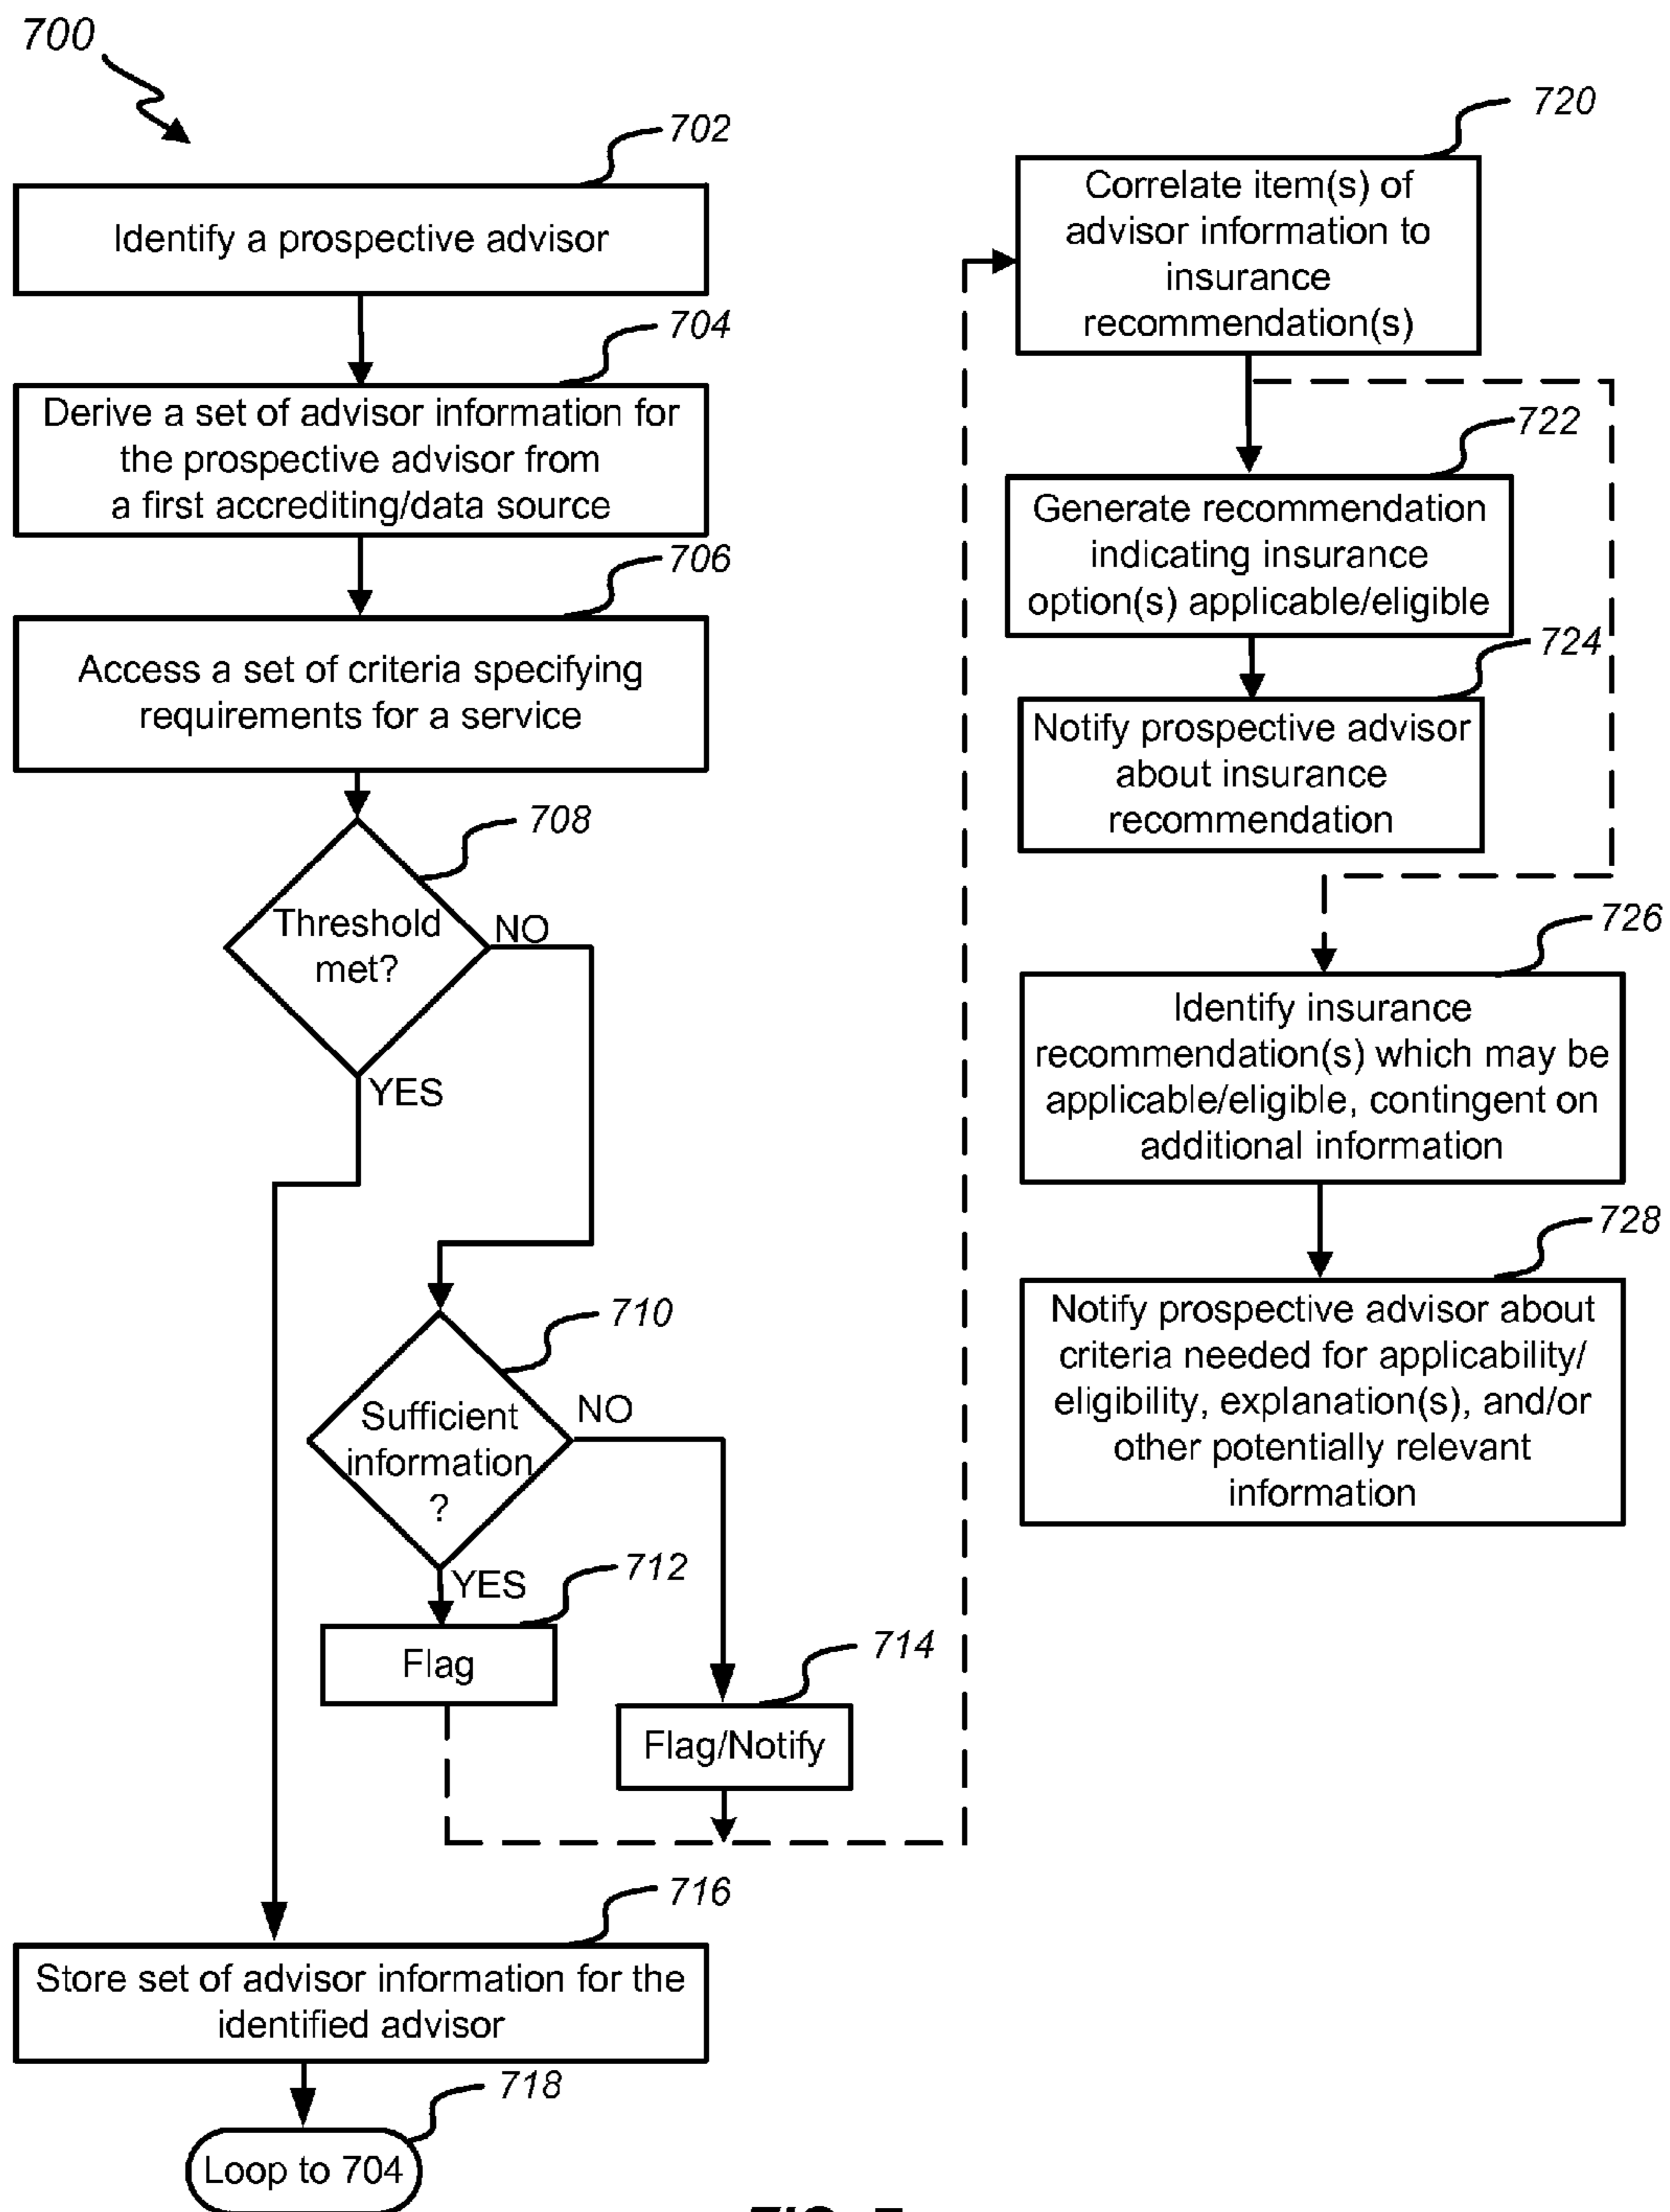 700
702
Identify a prospective advisor
704
Derive a set of advisor information for
the prospective advisor from
a first accrediting/data source
706
Access a set of criteria specifying
requirements for a service
708
Threshold
met?
NO
YES
710
Sufficient
information
?
NO
YES
712
Flag
714
Flag/Notify
716
Store set of advisor information for the
identified advisor
718
Loop to 704
720
Correlate item(s) of
advisor information to
insurance
recommendation(s)
722
Generate recommendation
indicating insurance
option(s) applicable/eligible
724
Notify prospective advisor
about insurance
recommendation
726
Identify insurance
recommendation(s) which may be
applicable/eligible, contingent on
additional information
728
Notify prospective advisor about
criteria needed for applicability/
eligibility, explanation(s), and/or
other potentially relevant
information